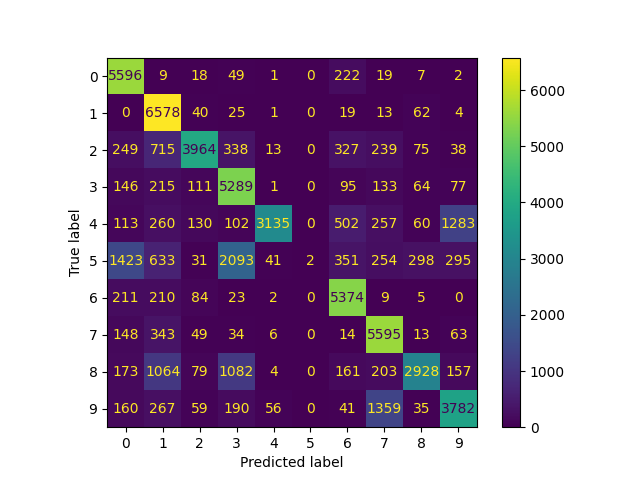 0 5596 9 18 49 1 0 222 19 7 2
1 0 6578 40 25 1 0 19 13 62 4
2 249 715 3964 338 13 0 327 239 75 38
3 146 215 111 5289 1 0 95 133 64 77
4 113 260 130 102 3135 0 502 257 60 1283
5 1423 633 31 2093 41 2 351 254 298 295
6 211 210 84 23 2 0 5374 9 5 0
7 148 343 49 34 6 0 14 5595 13 63
8 173 1064 79 1082 4 0 161 203 2928 157
9 160 267 59 190 56 0 41 1359 35 3782
0 1 2 3 4 5 6 7 8 9
Predicted label
True label
6000
5000
4000
3000
2000
1000
0